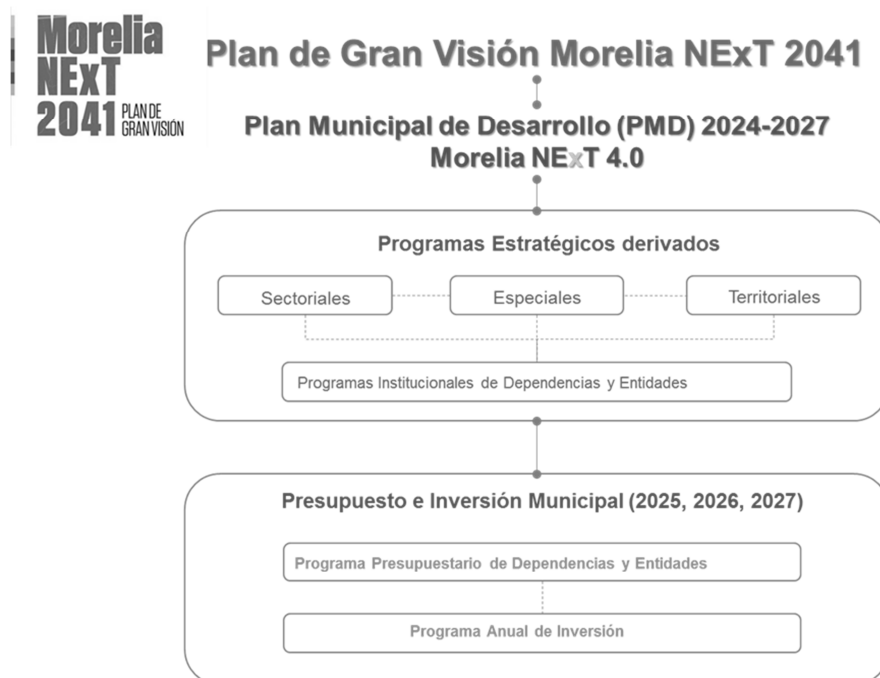 Morelia
NExT
2041 PLAN DE
GRAN VISIÓN
Plan de Gran Visión Morelia NExT 2041
Plan Municipal de Desarrollo (PMD) 2024-2027
Morelia NExT 4.0
Programas Estratégicos derivados
Sectoriales
Especiales
Territoriales
Programas Institucionales de Dependencias y Entidades
Presupuesto e Inversión Municipal (2025, 2026, 2027)
Programa Presupuestario de Dependencias y Entidades
Programa Anual de Inversión